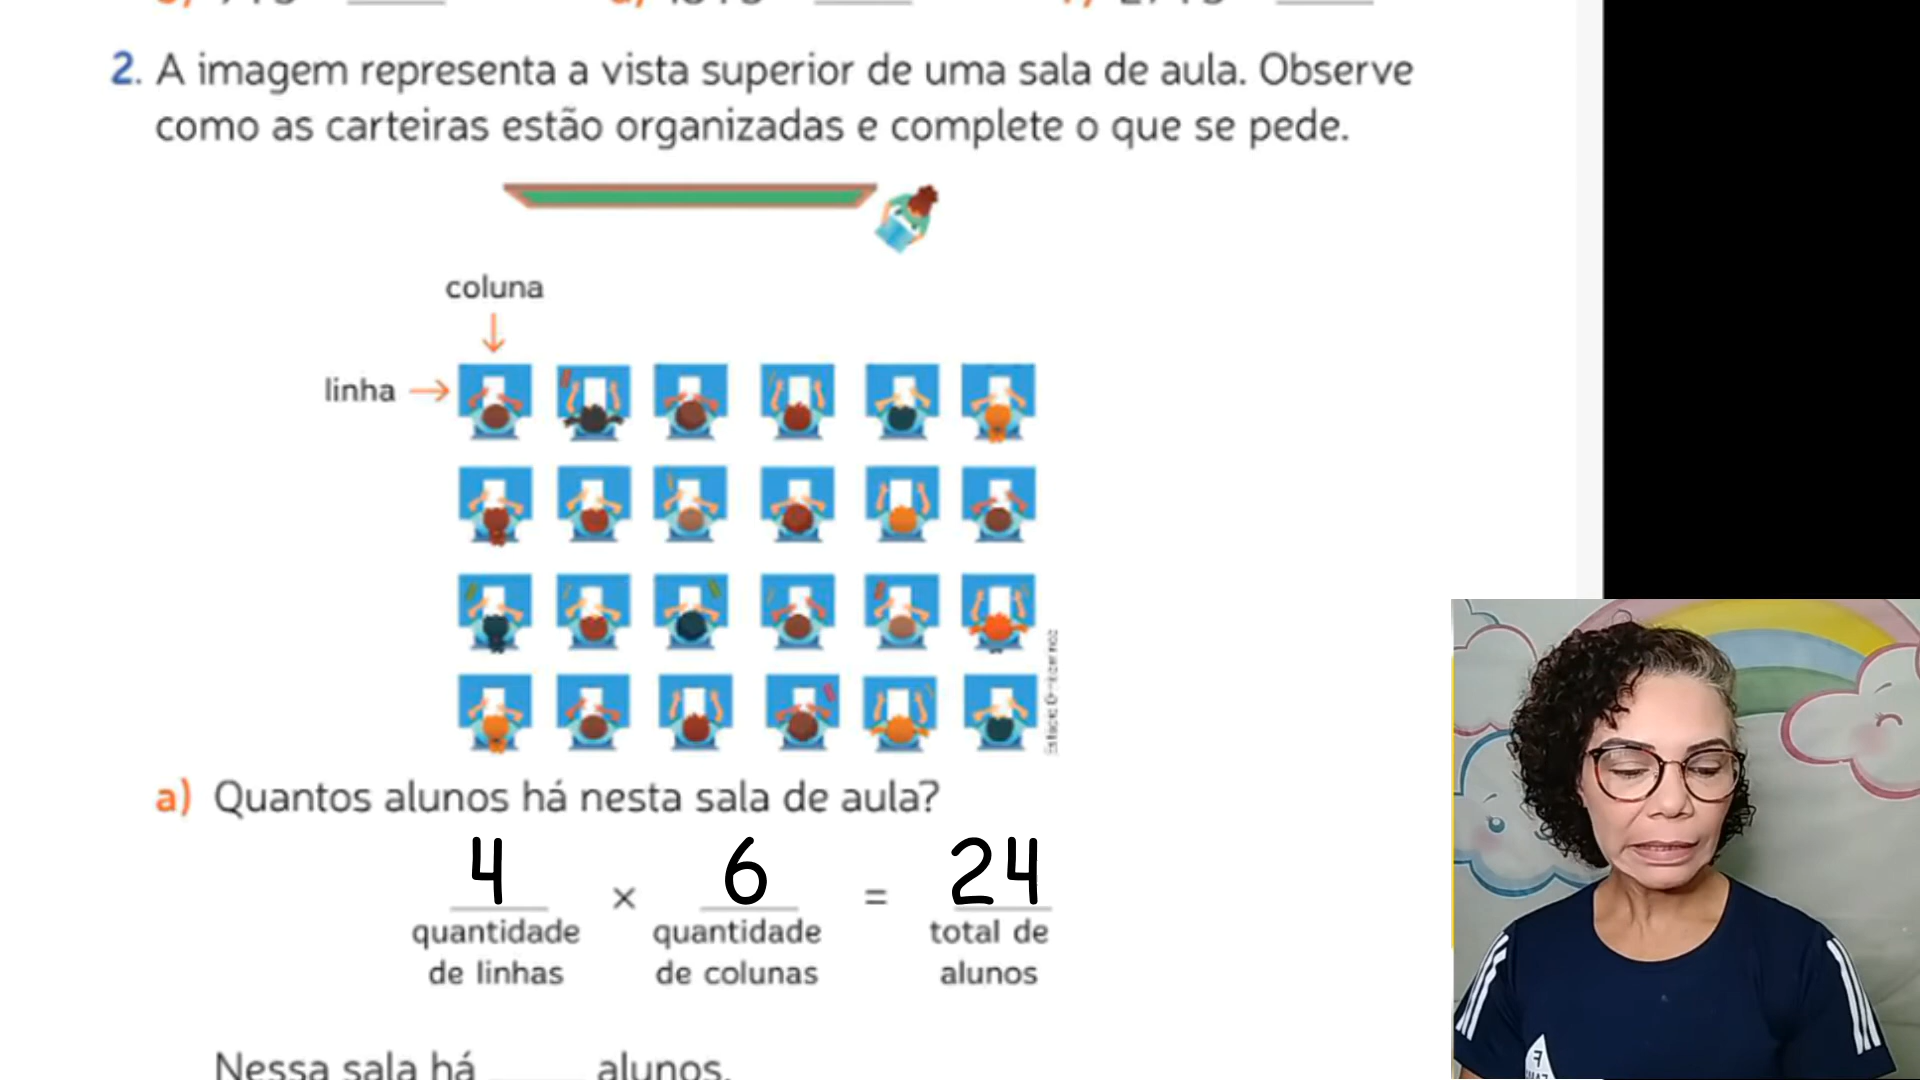 2. A imagem representa a vista superior de uma sala de aula. Observe
como as carteiras estão organizadas e complete o que se pede.
coluna
linha
a) Quantos alunos há nesta sala de aula?
4 × 6 = 24
quantidade quantidade total de
de linhas de colunas alunos
Nessa sala há ____ alunos.